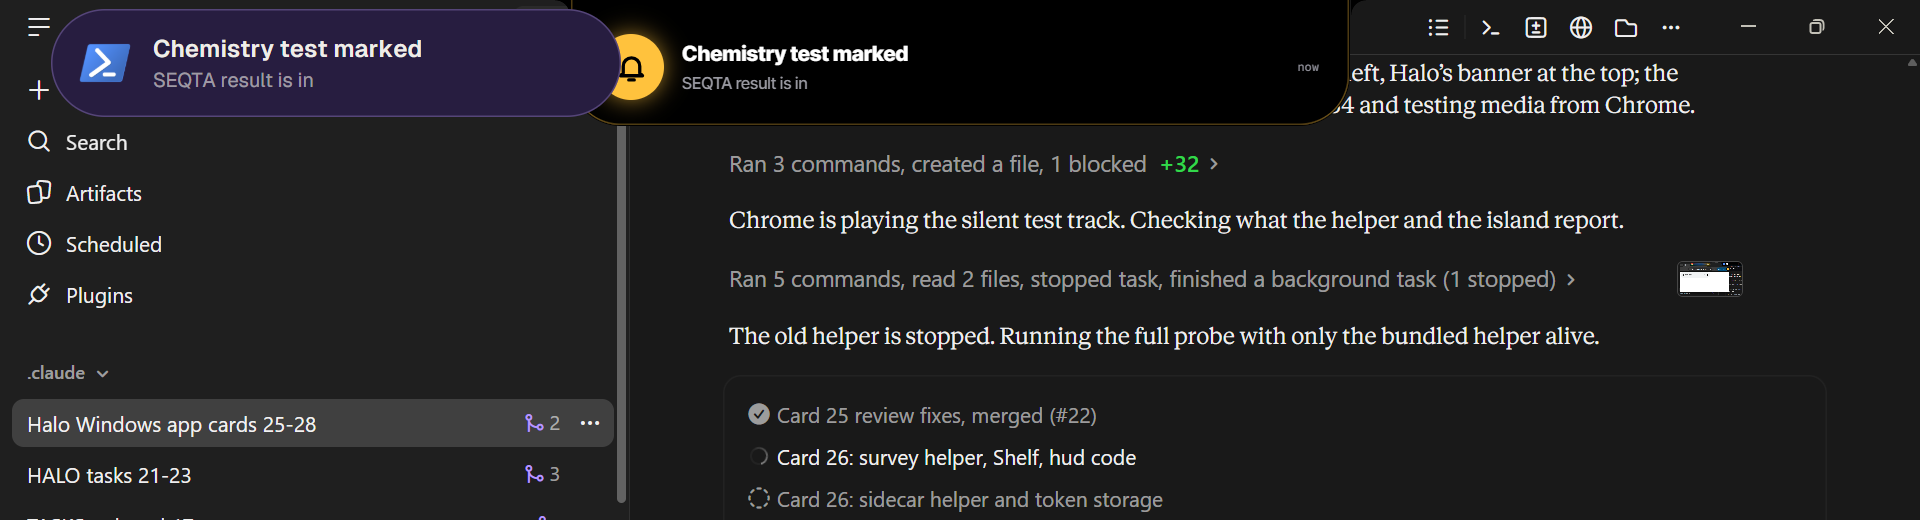 Chemistry test marked
SEQTA result is in
Chemistry test marked
SEQTA result is in
now
Search
Artifacts
Scheduled
Plugins
.claude
Halo Windows app cards 25-28
2
HALO tasks 21-23
3
left, Halo’s banner at the top; the
4 and testing media from Chrome.
Ran 3 commands, created a file, 1 blocked +32
Chrome is playing the silent test track. Checking what the helper and the island report.
Ran 5 commands, read 2 files, stopped task, finished a background task (1 stopped)
The old helper is stopped. Running the full probe with only the bundled helper alive.
Card 25 review fixes, merged (#22)
Card 26: survey helper, Shelf, hud code
Card 26: sidecar helper and token storage